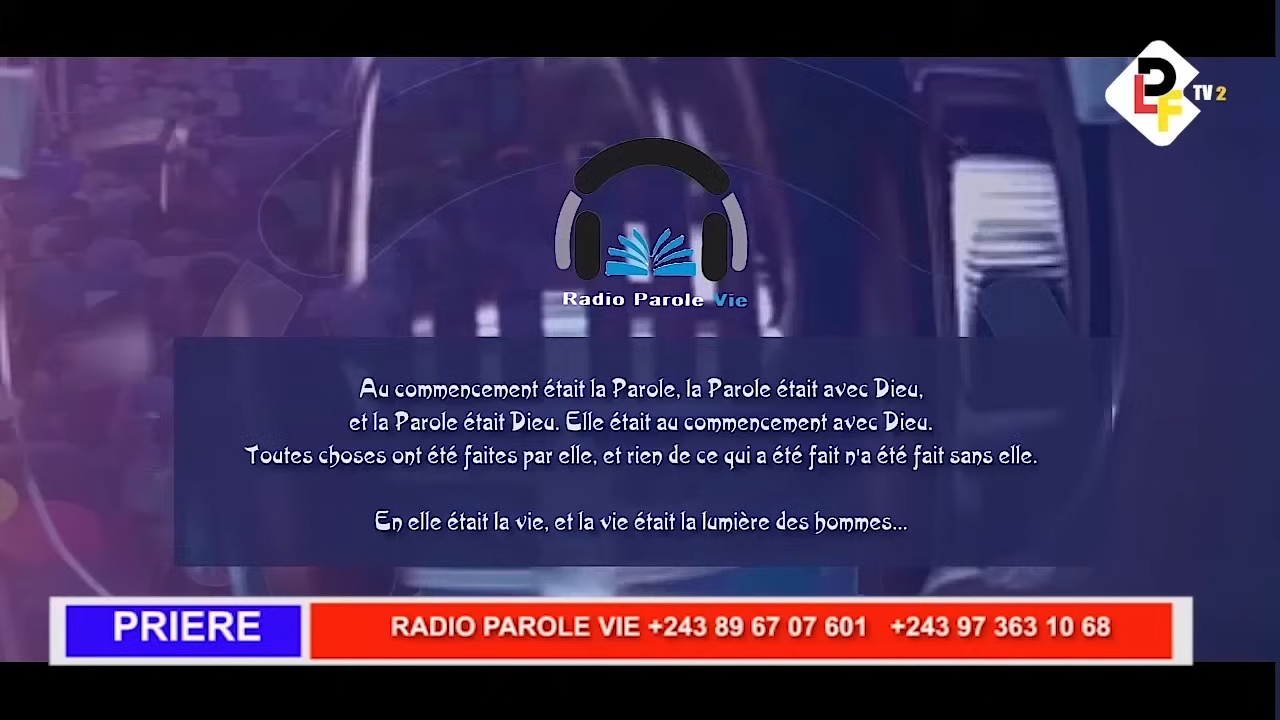 LDF TV 2
Radio Parole Vie
Au commencement était la Parole, la Parole était avec Dieu,
et la Parole était Dieu. Elle était au commencement avec Dieu.
Toutes choses ont été faites par elle, et rien de ce qui a été fait n'a été fait sans elle.
En elle était la vie, et la vie était la lumière des hommes...
PRIERE
RADIO PAROLE VIE +243 89 67 07 601 +243 97 363 10 68